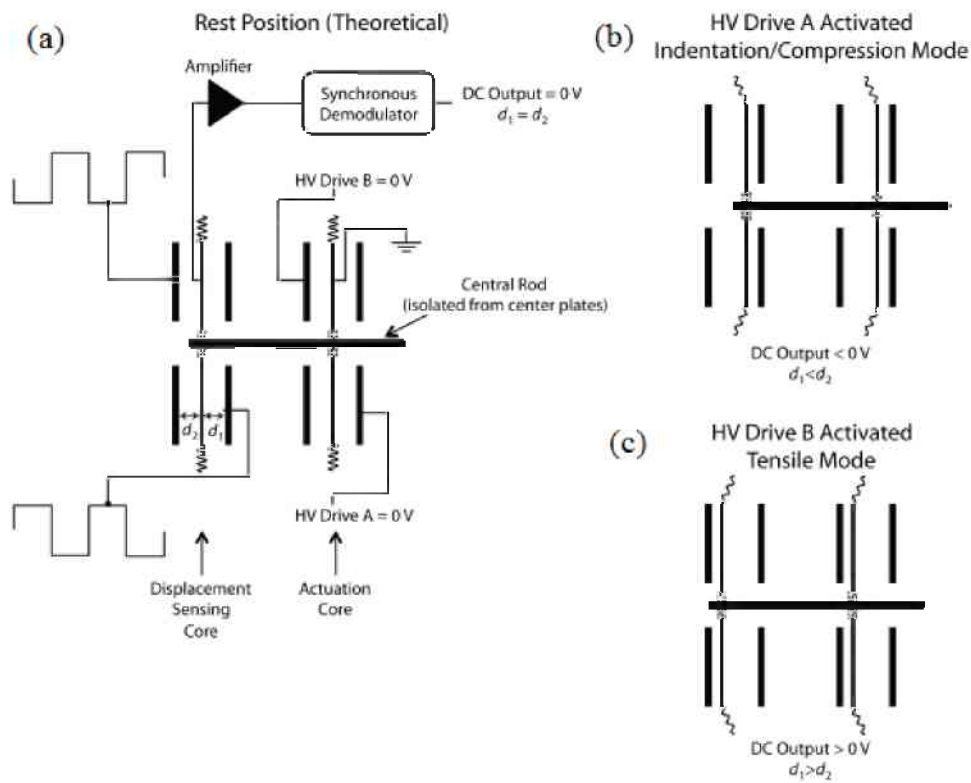 (a)
Rest Position (Theoretical)
Amplifier
Synchronous
Demodulator
DC Output = 0 V
d₁ = d₂
HV Drive B = 0 V
Central Rod
(isolated from center plates)
d₂ d₁
HV Drive A = 0 V
Displacement
Sensing
Core
Actuation
Core
(b)
HV Drive A Activated
Indentation/Compression Mode
DC Output < 0 V
d₁<d₂
(c)
HV Drive B Activated
Tensile Mode
DC Output > 0 V
d₁>d₂